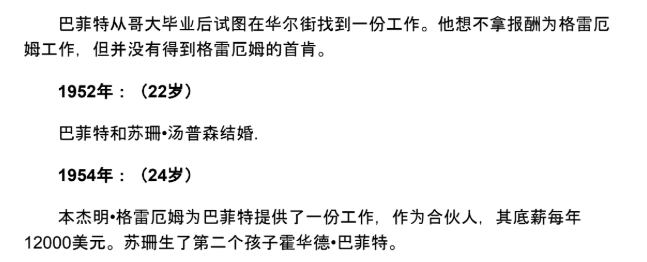 巴菲特从哥大毕业后试图在华尔街找到一份工作。他想不拿报酬为格雷厄
姆工作，但并没有得到格雷厄姆的首肯。
1952年：（22岁）
巴菲特和苏珊•汤普森结婚.
1954年：（24岁）
本杰明•格雷厄姆为巴菲特提供了一份工作，作为合伙人，其底薪每年
12000美元。苏珊生了第二个孩子霍华德•巴菲特。